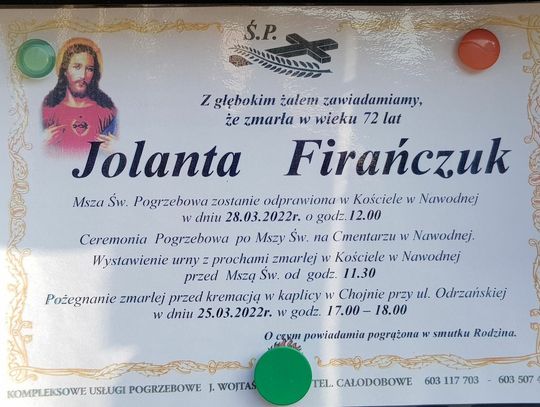 Ś.P.
Z głębokim żalem zawiadamiamy,
że zmarła w wieku 72 lat
Jolanta Firańczuk
Msza Św. Pogrzebowa zostanie odprawiona w Kościele w Nawodnej
w dniu 28.03.2022r. o godz.12.00
Ceremonia Pogrzebowa po Mszy Św. na Cmentarzu w Nawodnej.
Wystawienie urny z prochami zmarłej w Kościele w Nawodnej
przed Mszą Św. od godz. 11.30
Pożegnanie zmarłej przed kremacją w kaplicy w Chojnie przy ul. Odrzańskiej
w dniu 25.03.2022r. w godz. 17.00 - 18.00
O czym powiadamia pogrążona w smutku Rodzina.
KOMPLEKSOWE USŁUGI POGRZEBOWE J. TEL. CAŁODOBOWE 603 117 703 - 603 507